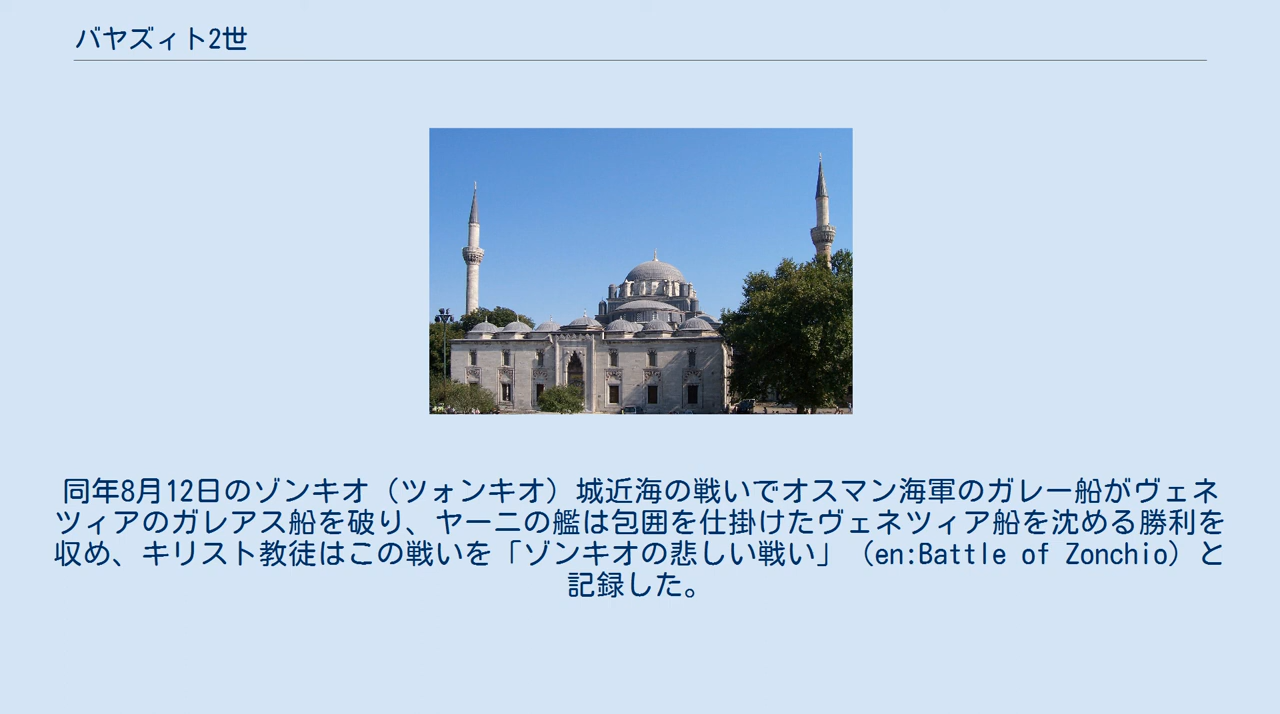 バヤズィト2世
同年8月12日のゾンキオ（ツォンキオ）城近海の戦いでオスマン海軍のガレー船がヴェネ
ツィアのガレアス船を破り、ヤーニの艦は包囲を仕掛けたヴェネツィア船を沈める勝利を
収め、キリスト教徒はこの戦いを「ゾンキオの悲しい戦い」（en:Battle of Zonchio）と
記録した。